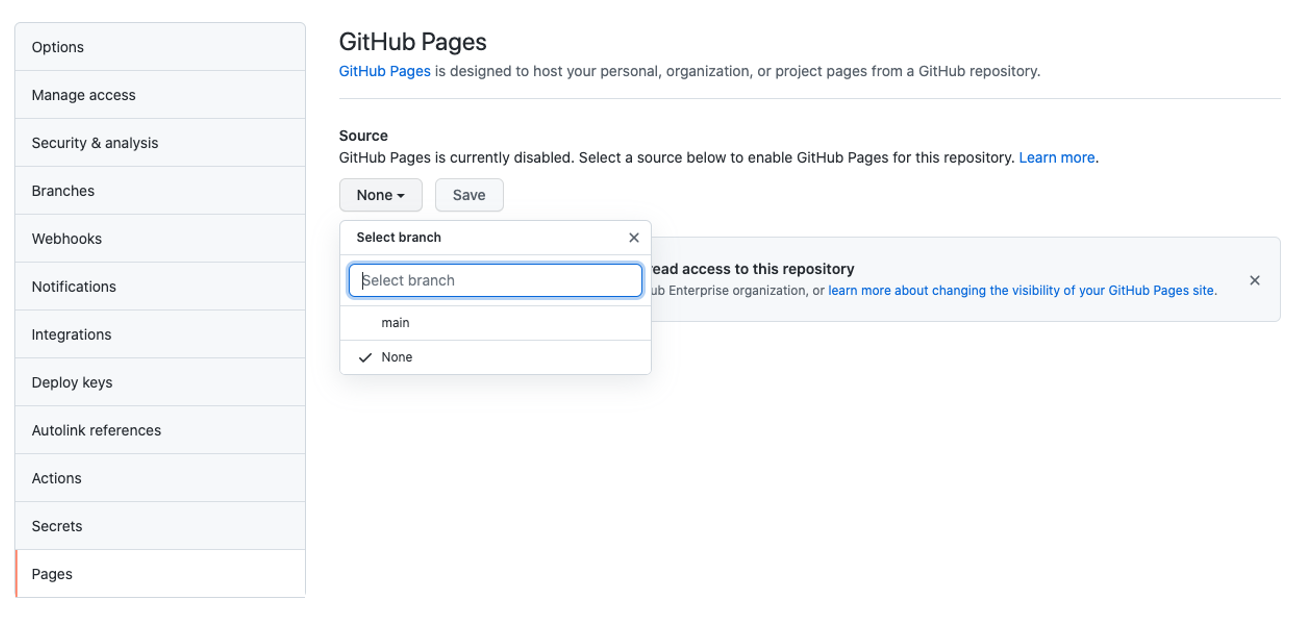 Options
Manage access
Security & analysis
Branches
Webhooks
Notifications
Integrations
Deploy keys
Autolink references
Actions
Secrets
Pages
GitHub Pages
GitHub Pages is designed to host your personal, organization, or project pages from a GitHub repository.
Source
GitHub Pages is currently disabled. Select a source below to enable GitHub Pages for this repository. Learn more.
None Save
Select branch
Select branch
main
None
read access to this repository
ub Enterprise organization, or learn more about changing the visibility of your GitHub Pages site.